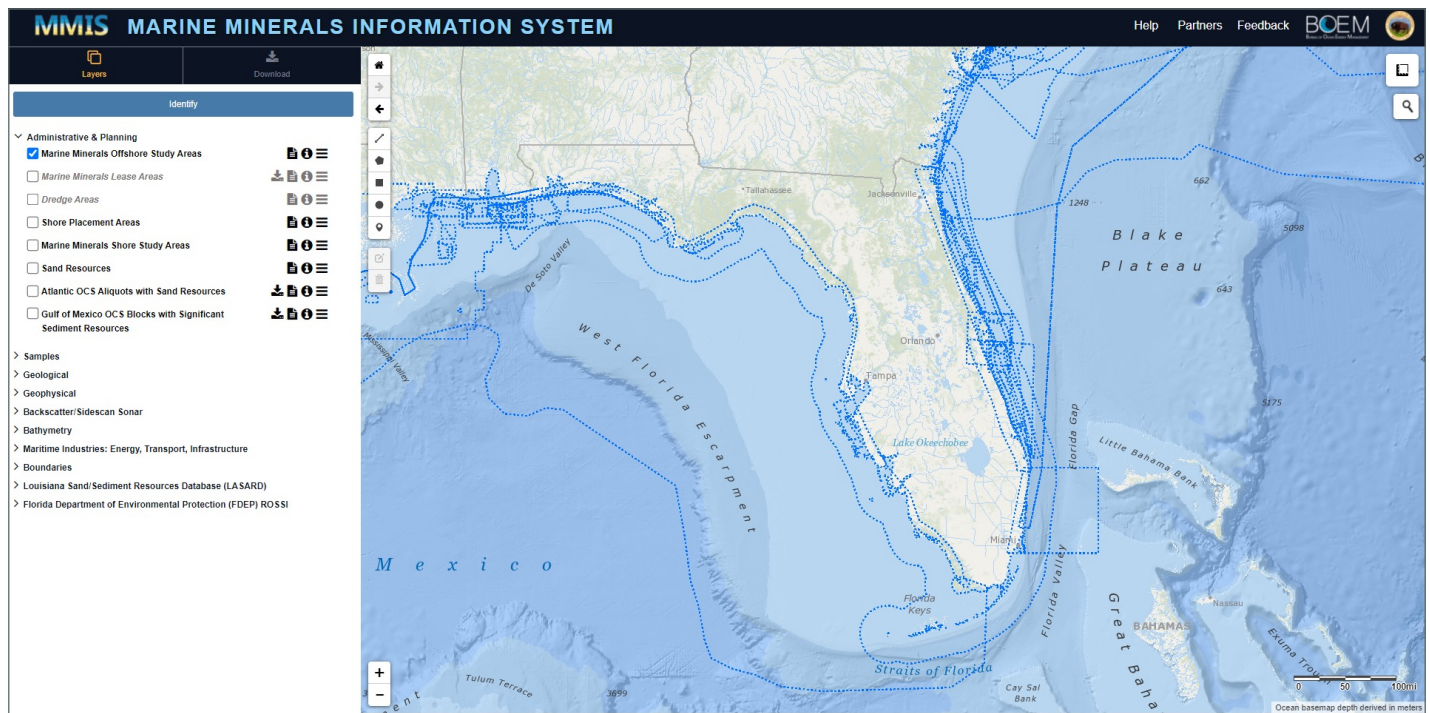 MMIS MARINE MINERALS INFORMATION SYSTEM
Help Partners Feedback BOEM
Layers
Download
Identify
Administrative & Planning
Marine Minerals Offshore Study Areas
Marine Minerals Lease Areas
Dredge Areas
Shore Placement Areas
Marine Minerals Shore Study Areas
Sand Resources
Atlantic OCS Aliquots with Sand Resources
Gulf of Mexico OCS Blocks with Significant
Sediment Resources
Samples
Geological
Geophysical
Backscatter/Sidescan Sonar
Bathymetry
Maritime Industries: Energy, Transport, Infrastructure
Boundaries
Louisiana Sand/Sediment Resources Database (LASARD)
Florida Department of Environmental Protection (FDEP) ROSSI
Tallahassee
Jacksonville
662
1248
Blake
Plateau
5098
643
De Soto Valley
Mississippi Valley
West Florida Escarpment
Orlando
Tampa
5175
Lake Okeechobee
Florida Gap
Little Bahama Bank
Miami
Mexico
Florida
Keys
Florida Valley
Great Baha
Nassau
BAHAMAS
Exuma Tro
Straits of Florida
Tulum Terrace
3699
Cay Sal
Bank
0 50 100mi
Ocean basemap depth derived in meters